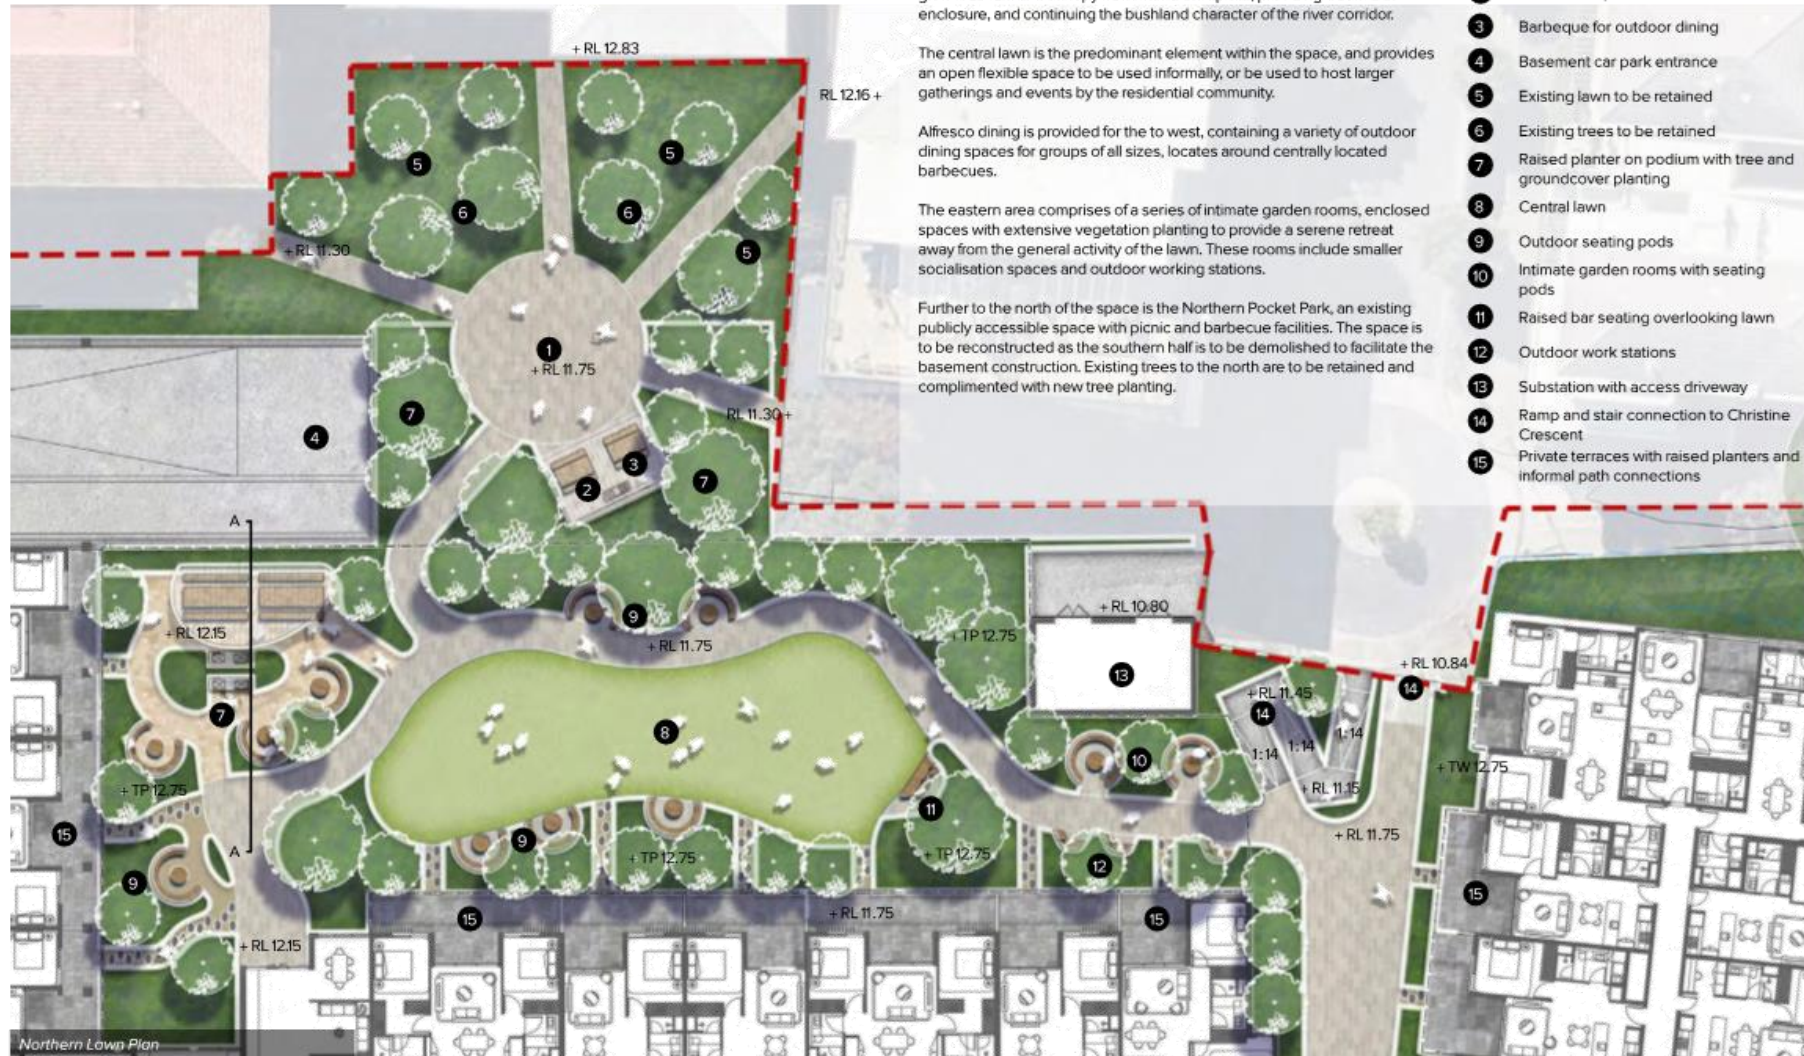 enclosure, and continuing the bushland character of the river corridor.
The central lawn is the predominant element within the space, and provides
an open flexible space to be used informally, or be used to host larger
gatherings and events by the residential community.
Alfresco dining is provided for the to west, containing a variety of outdoor
dining spaces for groups of all sizes, locates around centrally located
barbecues.
The eastern area comprises of a series of intimate garden rooms, enclosed
spaces with extensive vegetation planting to provide a serene retreat
away from the general activity of the lawn. These rooms include smaller
socialisation spaces and outdoor working stations.
Further to the north of the space is the Northern Pocket Park, an existing
publicly accessible space with picnic and barbecue facilities. The space is
to be reconstructed as the southern half is to be demolished to facilitate the
basement construction. Existing trees to the north are to be retained and
complimented with new tree planting.
3 Barbeque for outdoor dining
4 Basement car park entrance
5 Existing lawn to be retained
6 Existing trees to be retained
7 Raised planter on podium with tree and
groundcover planting
8 Central lawn
9 Outdoor seating pods
10 Intimate garden rooms with seating
pods
11 Raised bar seating overlooking lawn
12 Outdoor work stations
13 Substation with access driveway
14 Ramp and stair connection to Christine
Crescent
15 Private terraces with raised planters and
informal path connections
+ RL 12.83
RL 12.16 +
5
5
6
6
+ RL 11.30
5
1
+ RL 11.75
7
RL 11.30 +
4
3
2
7
A
+ RL 10.80
9
+ RL 12.15
+ TP 12.75
+ RL 11.75
+ RL 10.84
13
14
+ RL 11.45
7
14
8
1:14
1:14
1:14
10
+ TW 12.75
+ TP 12.75
+ RL 11.15
11
15
+ RL 11.75
9
A
+ TP 12.75
+ TP 12.75
12
9
15
15
+ RL 11.75
15
+ RL 12.15
Northern Lawn Plan